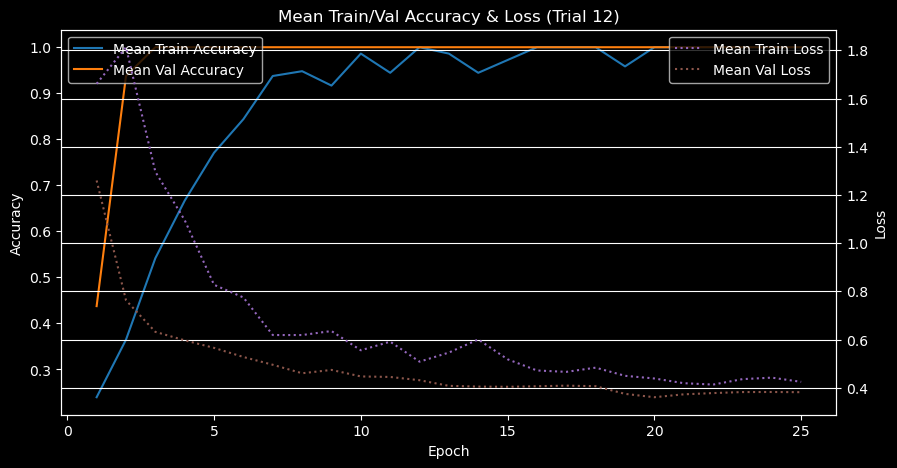 Mean Train/Val Accuracy & Loss (Trial 12)
Mean Train Accuracy
Mean Val Accuracy
Mean Train Loss
Mean Val Loss
1.0
0.9
0.8
0.7
0.6
0.5
0.4
0.3
Accuracy
1.8
1.6
1.4
1.2
1.0
0.8
0.6
0.4
Loss
0 5 10 15 20 25
Epoch